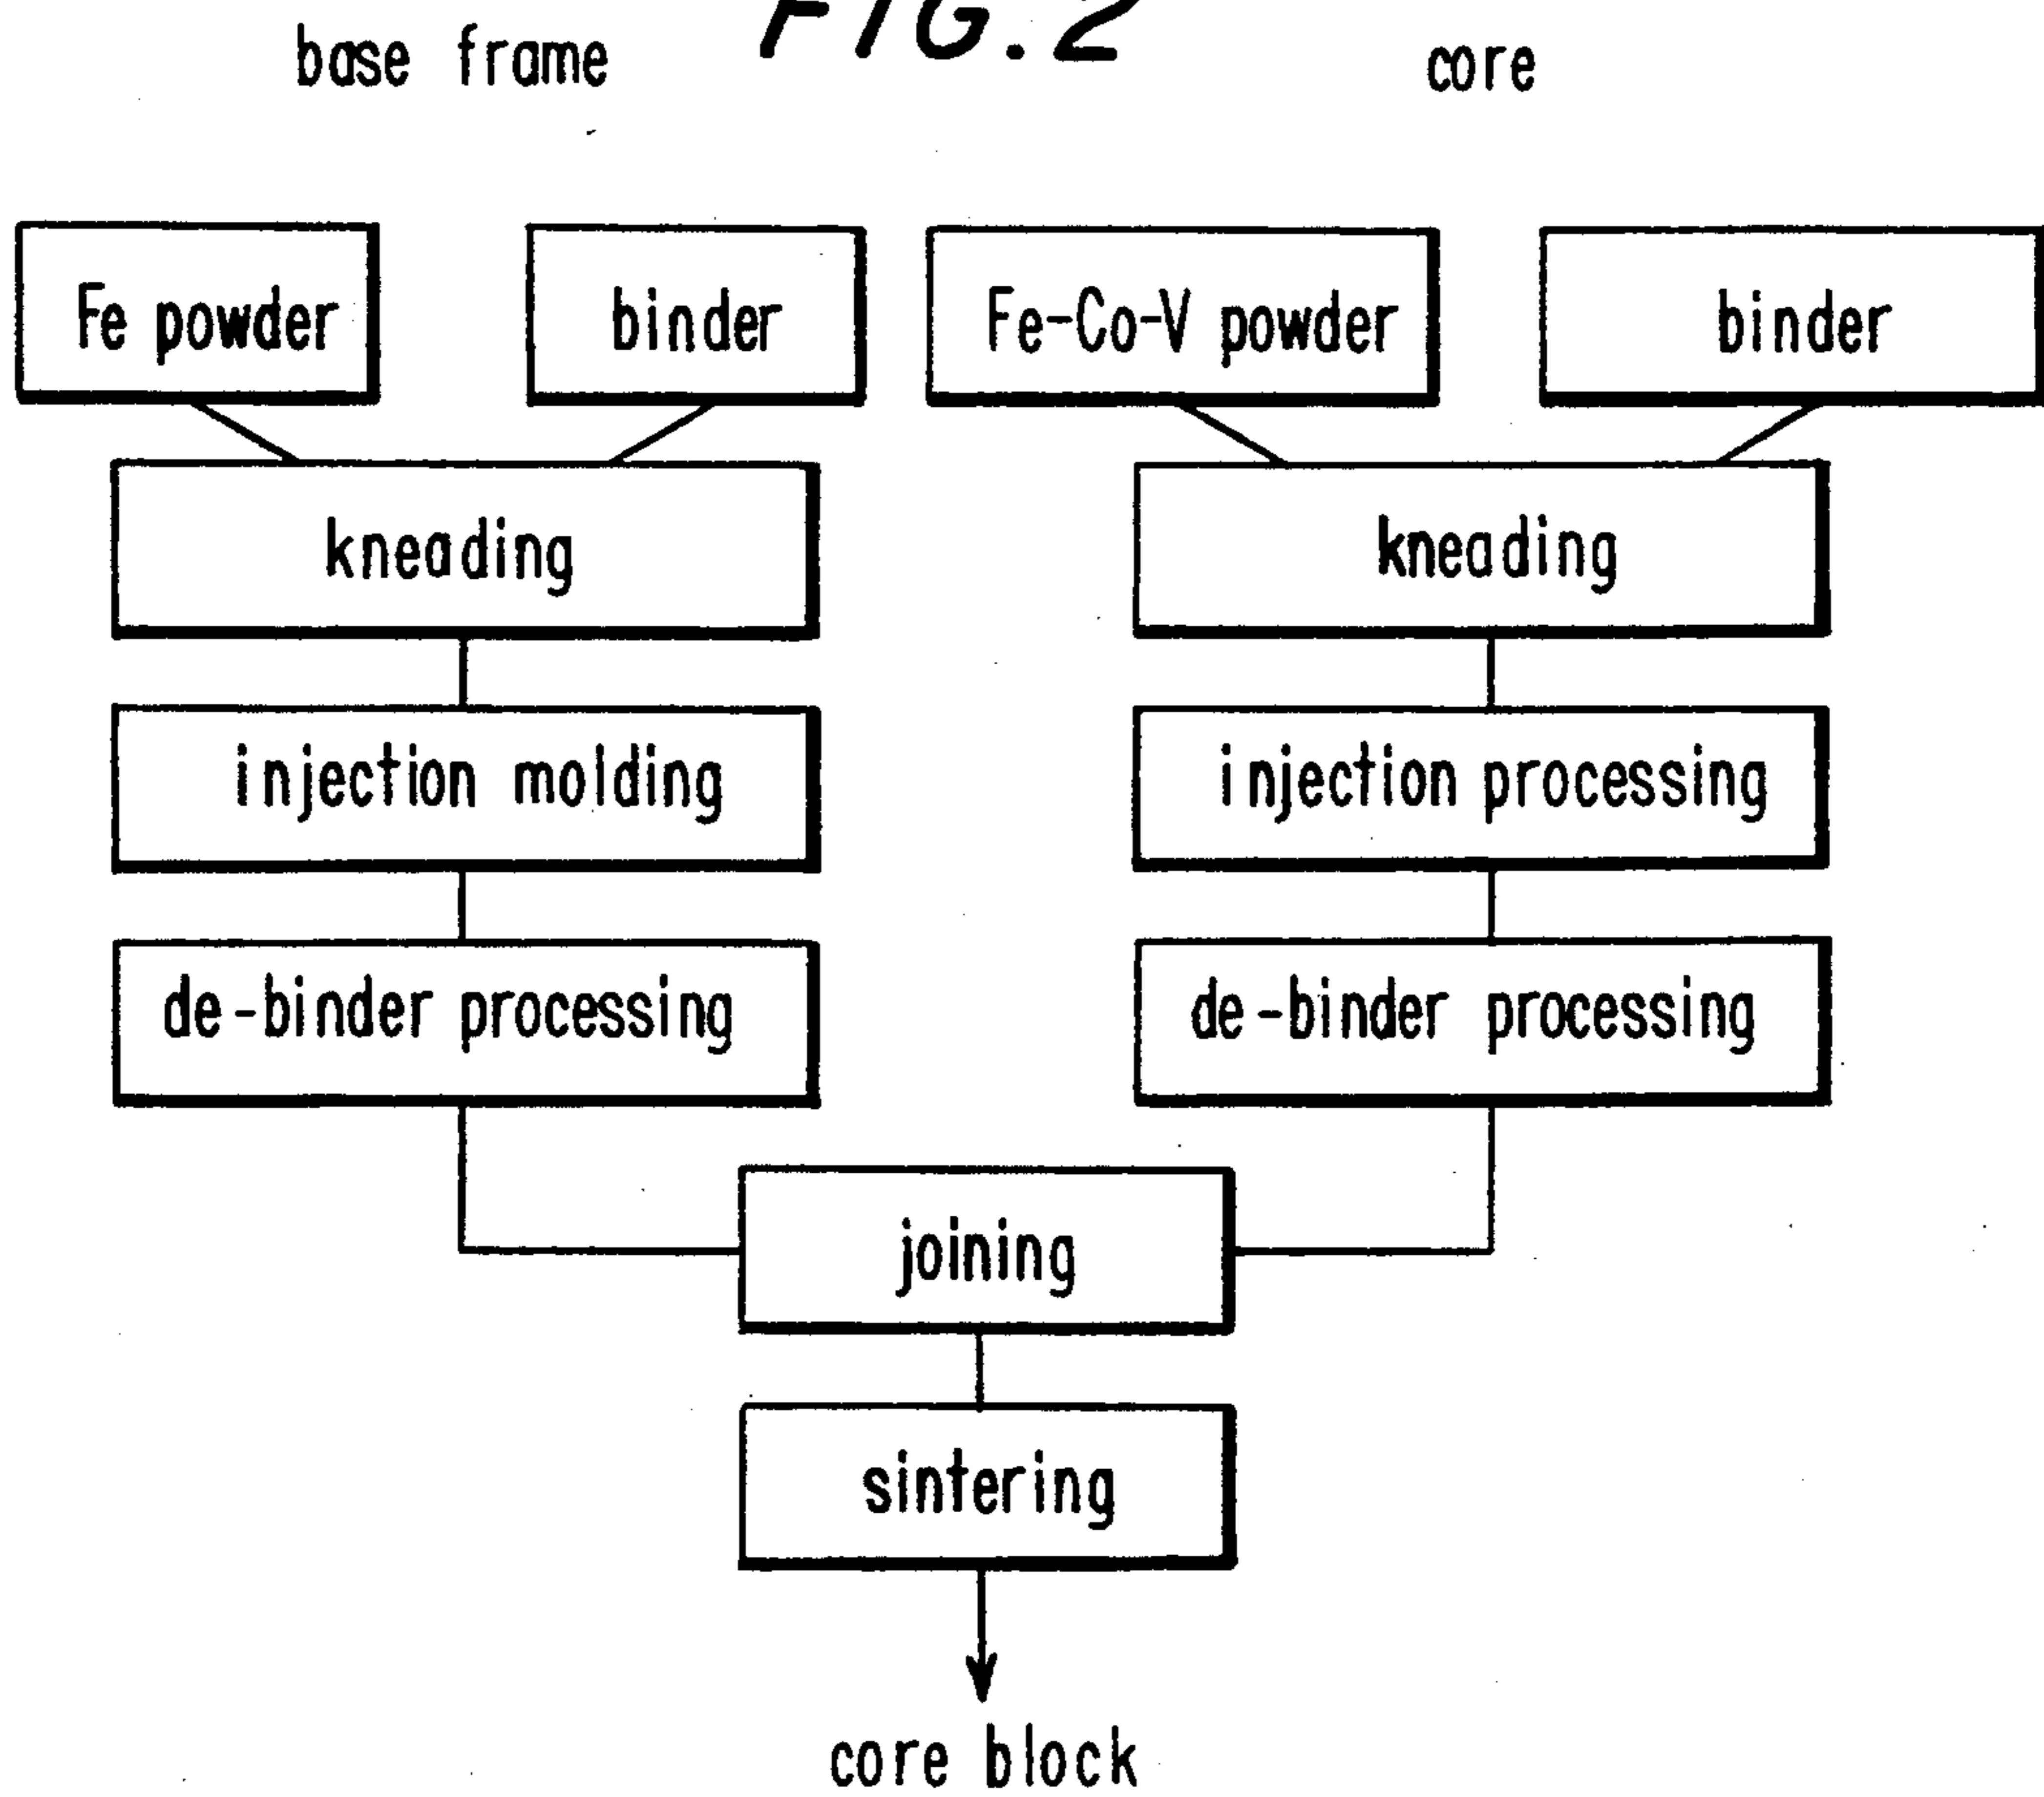 FIG. 2
base frame
core
Fe powder
binder
Fe-Co-V powder
binder
kneading
kneading
injection molding
injection processing
de-binder processing
de-binder processing
joining
sintering
core block